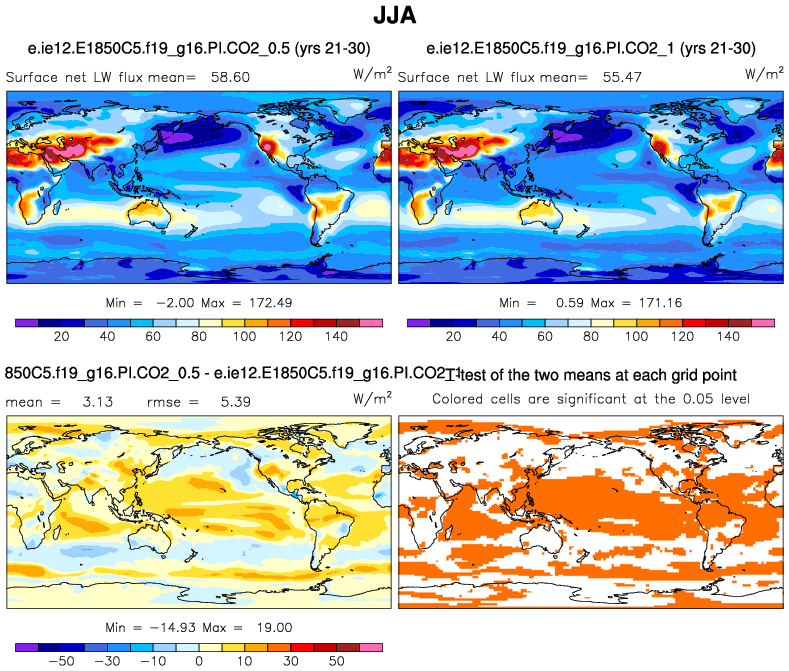 JJA
e.ie12.E1850C5.f19_g16.PI.CO2_0.5 (yrs 21-30)
Surface net LW flux mean= 58.60 W/m²
Min = -2.00 Max = 172.49
20 40 60 80 100 120 140
e.ie12.E1850C5.f19_g16.PI.CO2_1 (yrs 21-30)
Surface net LW flux mean= 55.47 W/m²
Min = 0.59 Max = 171.16
20 40 60 80 100 120 140
850C5.f19_g16.PI.CO2_0.5 - e.ie12.E1850C5.f19_g16.PI.CO2_1
mean = 3.13 rmse = 5.39 W/m²
Min = -14.93 Max = 19.00
-50 -30 -10 0 10 30 50
T-test of the two means at each grid point
Colored cells are significant at the 0.05 level